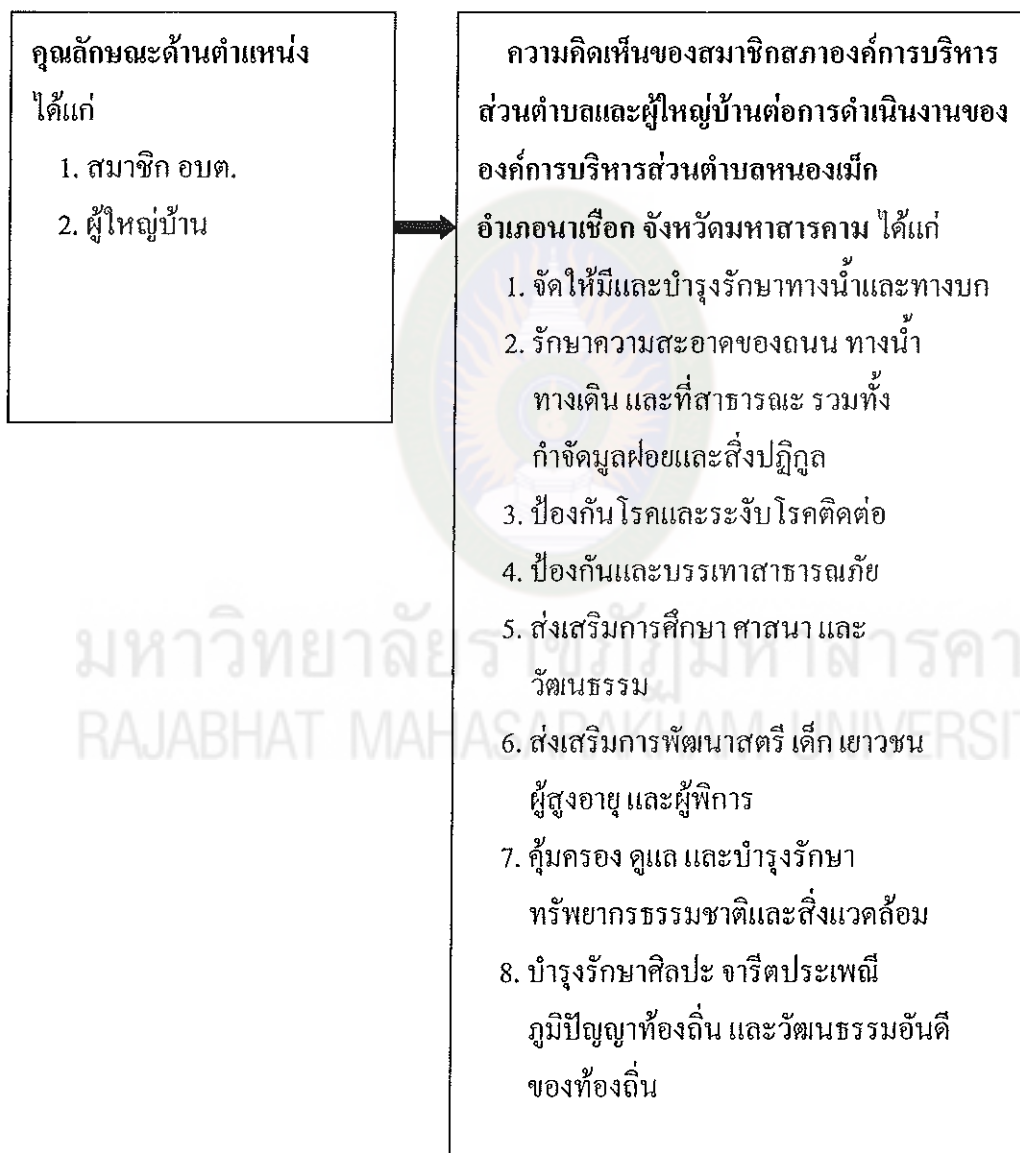 คุณลักษณะด้านตำแหน่ง
ได้แก่
1. สมาชิก อบต.
2. ผู้ใหญ่บ้าน
ความคิดเห็นของสมาชิกสภาองค์การบริหาร
ส่วนตำบลและผู้ใหญ่บ้านต่อการดำเนินงานของ
องค์การบริหารส่วนตำบลหนองเม็ก
อำเภอนาเชือก จังหวัดมหาสารคาม ได้แก่
1. จัดให้มีและบำรุงรักษาทางน้ำและทางบก
2. รักษาความสะอาดของถนน ทางน้ำ
ทางเดิน และที่สาธารณะ รวมทั้ง
กำจัดมูลฝอยและสิ่งปฏิกูล
3. ป้องกันโรคและระงับโรคติดต่อ
4. ป้องกันและบรรเทาสาธารณภัย
5. ส่งเสริมการศึกษา ศาสนา และ
วัฒนธรรม
6. ส่งเสริมการพัฒนาสตรี เด็ก เยาวชน
ผู้สูงอายุ และผู้พิการ
7. คุ้มครอง ดูแล และบำรุงรักษา
ทรัพยากรธรรมชาติและสิ่งแวดล้อม
8. บำรุงรักษาศิลปะ จารีตประเพณี
ภูมิปัญญาท้องถิ่น และวัฒนธรรมอันดี
ของท้องถิ่น
มหาวิทยาลัยราชภัฏมหาสารคา
RAJABHAT MAHASARAKHAM UNIVERSIT